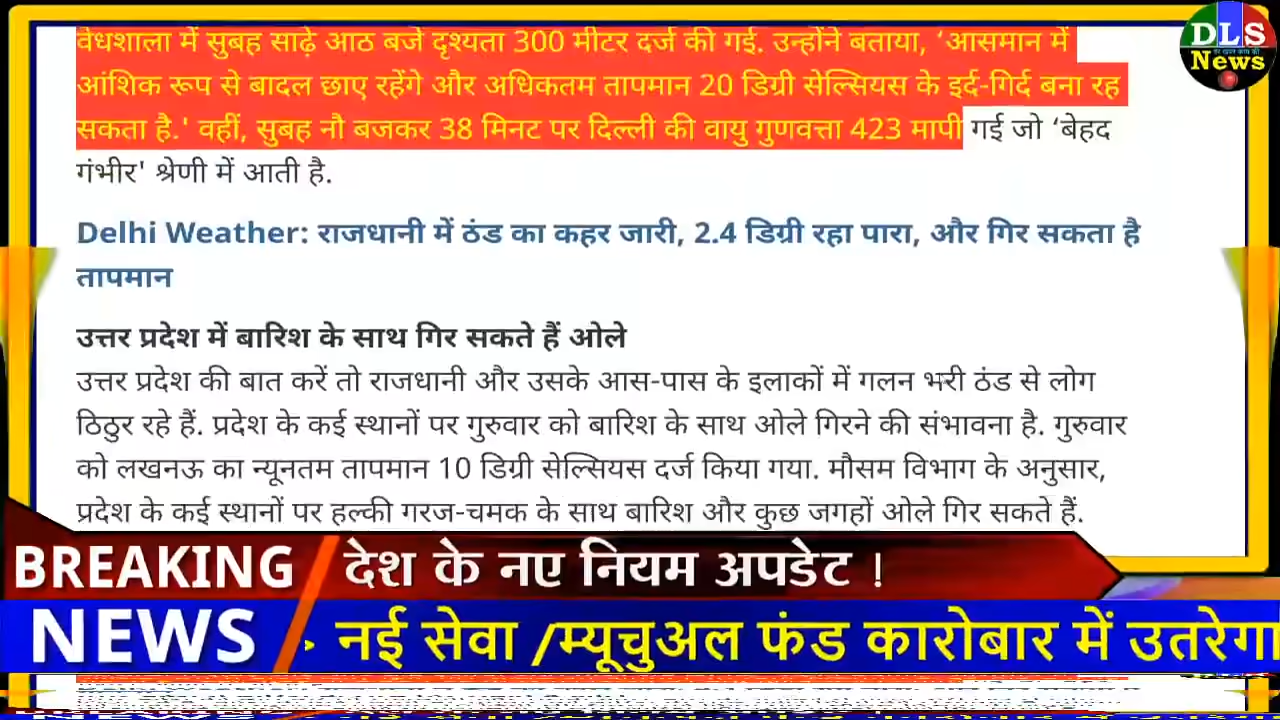 वेधशाला में सुबह साढ़े आठ बजे दृश्यता 300 मीटर दर्ज की गई. उन्होंने बताया, ‘आसमान में
आंशिक रूप से बादल छाए रहेंगे और अधिकतम तापमान 20 डिग्री सेल्सियस के इर्द-गिर्द बना रह
सकता है.' वहीं, सुबह नौ बजकर 38 मिनट पर दिल्ली की वायु गुणवत्ता 423 मापी गई जो ‘बेहद
गंभीर' श्रेणी में आती है.
DLS
News
Delhi Weather: राजधानी में ठंड का कहर जारी, 2.4 डिग्री रहा पारा, और गिर सकता है
तापमान
उत्तर प्रदेश में बारिश के साथ गिर सकते हैं ओले
उत्तर प्रदेश की बात करें तो राजधानी और उसके आस-पास के इलाकों में गलन भरी ठंड से लोग
ठिठुर रहे हैं. प्रदेश के कई स्थानों पर गुरुवार को बारिश के साथ ओले गिरने की संभावना है. गुरुवार
को लखनऊ का न्यूनतम तापमान 10 डिग्री सेल्सियस दर्ज किया गया. मौसम विभाग के अनुसार,
प्रदेश के कई स्थानों पर हल्की गरज-चमक के साथ बारिश और कुछ जगहों ओले गिर सकते हैं.
BREAKING
देश के नए नियम अपडेट !
NEWS
नई सेवा /म्यूचुअल फंड कारोबार में उतरेगा